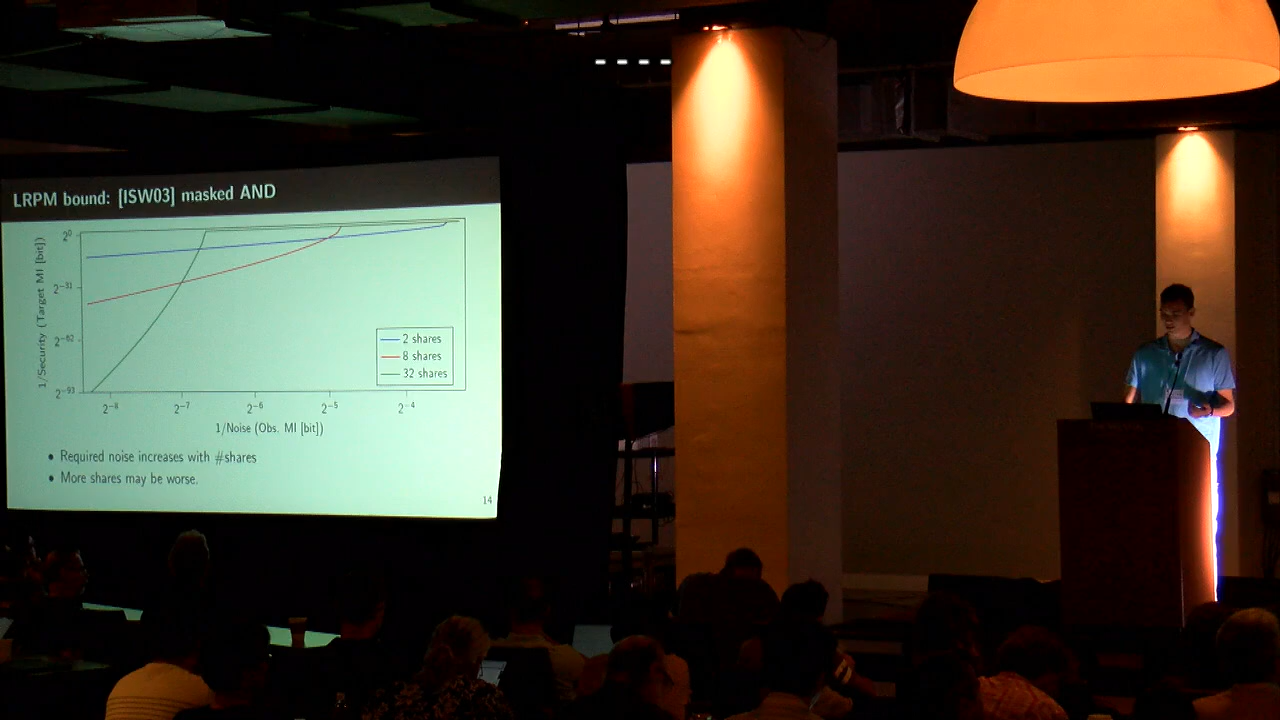 LRPM bound: [ISW03] masked AND
1/Security (Target MI [bit])
2^0
2^-31
2^-62
2^-93
2 shares
8 shares
32 shares
2^-8 2^-7 2^-6 2^-5 2^-4
1/Noise (Obs. MI [bit])
• Required noise increases with #shares
• More shares may be worse.
14